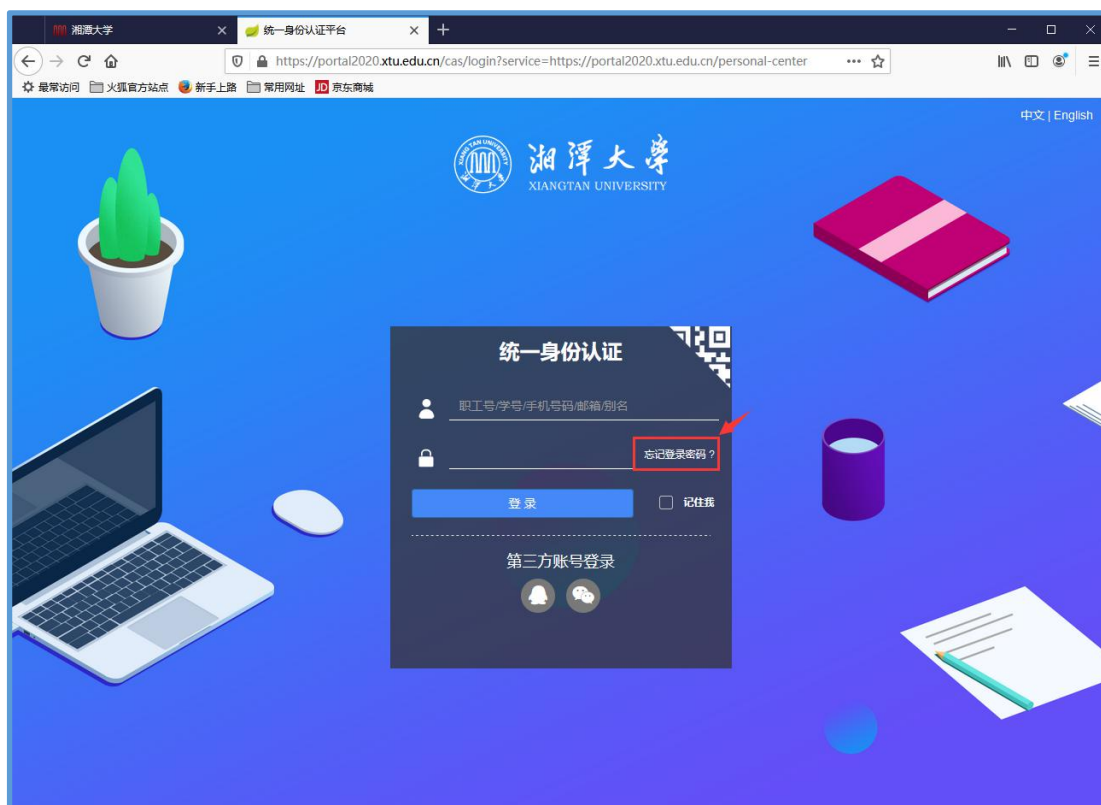 湘潭大学
统一身份认证平台
https://portal2020.xtu.edu.cn/cas/login?service=https://portal2020.xtu.edu.cn/personal-center
最常访问 火狐官方站点 新手上路 常用网址 JD 京东商城
中文 | English
湘潭大学
XIANGTAN UNIVERSITY
统一身份认证
职工号/学号/手机号码/邮箱/别名
忘记登录密码?
登 录
记住我
第三方账号登录